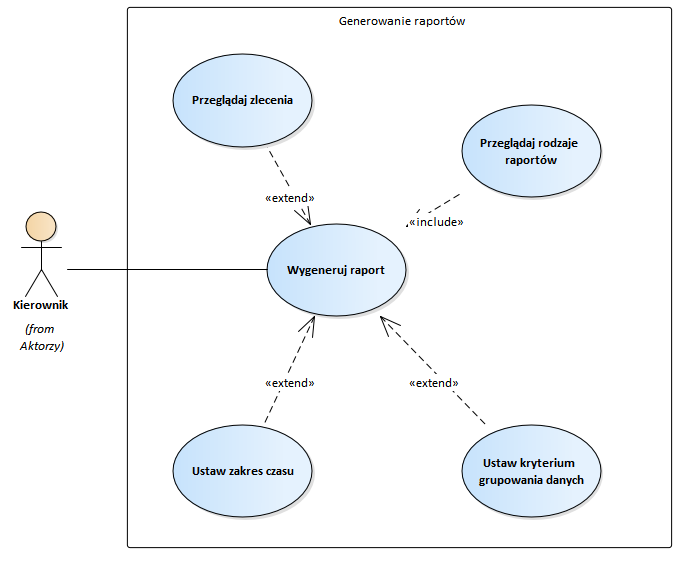 Generowanie raportów
Przeglądaj zlecenia
Przeglądaj rodzaje
raportów
«extend»
«include»
Wygeneruj raport
Kierownik
(from
Aktorzy)
«extend»
«extend»
Ustaw zakres czasu
Ustaw kryterium
grupowania danych